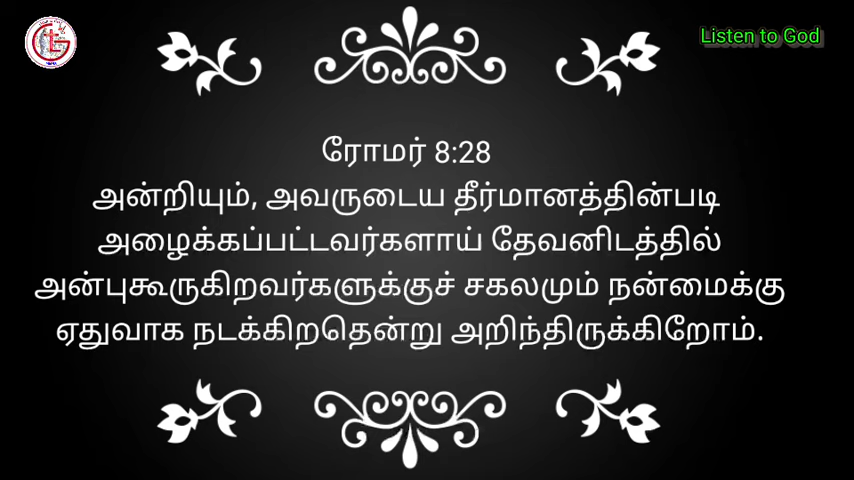 Listen to God
ரோமர் 8:28
அன்றியும், அவருடைய தீர்மானத்தின்படி
அழைக்கப்பட்டவர்களாய் தேவனிடத்தில்
அன்புகூருகிறவர்களுக்குச் சகலமும் நன்மைக்கு
ஏதுவாக நடக்கிறதென்று அறிந்திருக்கிறோம்.